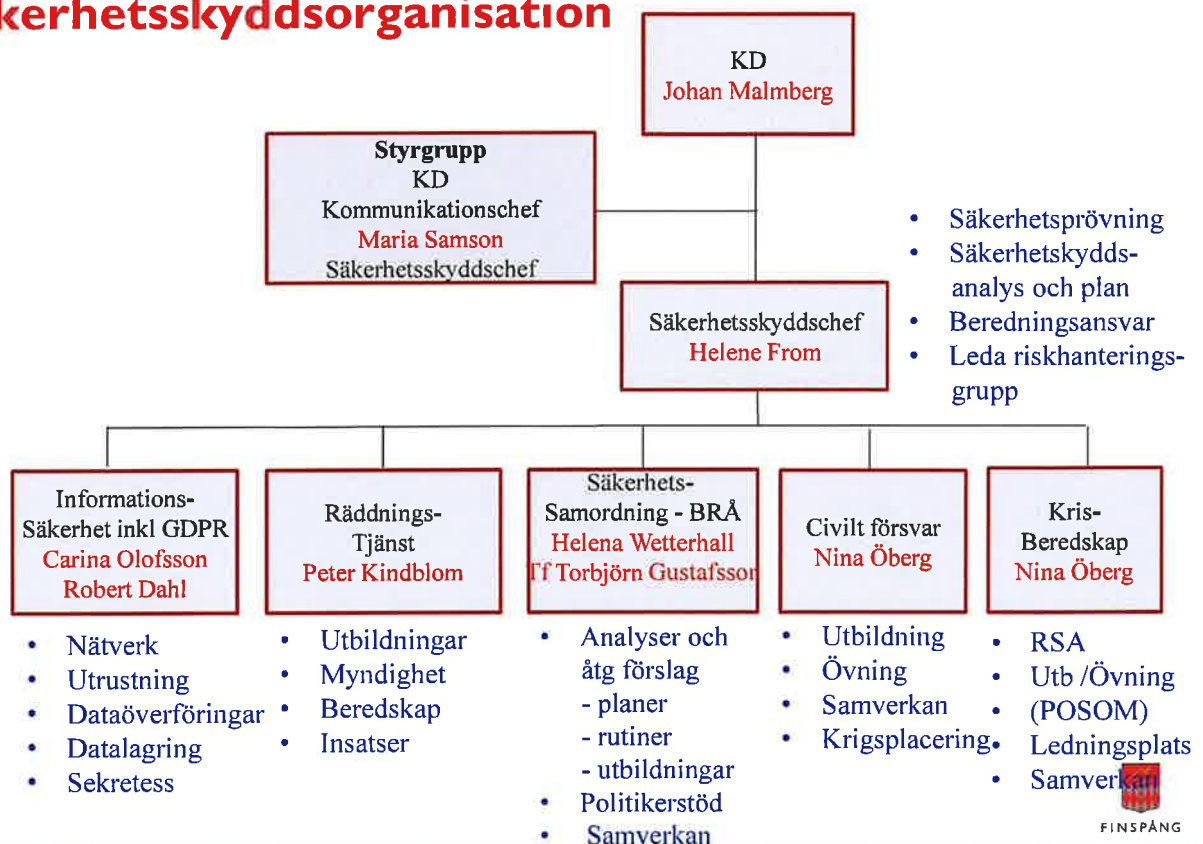 kerhetsskyddsorganisation
KD
Johan Malmberg
Styrgrupp
KD
Kommunikationschef
Maria Samson
Säkerhetsskyddschef
Säkerhetsskyddschef
Helene From
• Säkerhetsprövning
• Säkerhetskydds-
analys och plan
• Beredningsansvar
• Leda riskhanterings-
grupp
Informations-
Säkerhet inkl GDPR
Carina Olofsson
Robert Dahl
• Nätverk
• Utrustning
• Dataöverföringar
• Datalagring
• Sekretess
Räddnings-
Tjänst
Peter Kindblom
• Utbildningar
• Myndighet
• Beredskap
• Insatser
Säkerhets-
Samordning - BRÅ
Helena Wetterhall
Tf Torbjörn Gustafsson
• Analyser och
åtg förslag
- planer
- rutiner
- utbildningar
• Politikerstöd
• Samverkan
Civilt försvar
Nina Öberg
• Utbildning
• Övning
• Samverkan
• Krigsplacering
Kris-
Beredskap
Nina Öberg
• RSA
• Utb /Övning
• (POSOM)
• Ledningsplats
• Samverkan
FINSPÅNG